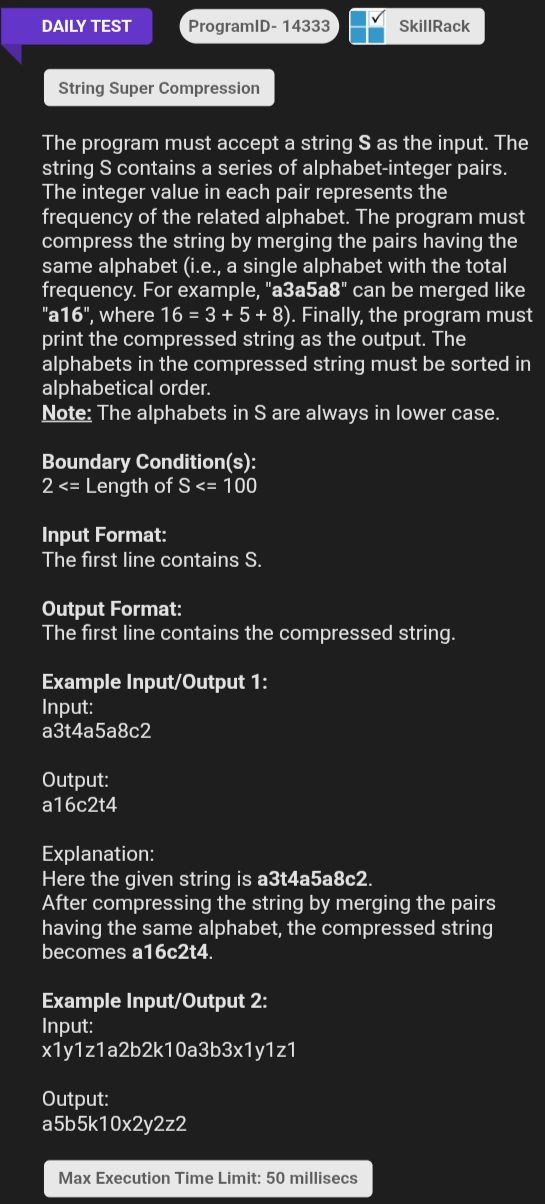 DAILY TEST
ProgramID- 14333
SkillRack
String Super Compression
The program must accept a string S as the input. The
string S contains a series of alphabet-integer pairs.
The integer value in each pair represents the
frequency of the related alphabet. The program must
compress the string by merging the pairs having the
same alphabet (i.e., a single alphabet with the total
frequency. For example, "a3a5a8" can be merged like
"a16", where 16 = 3 + 5 + 8). Finally, the program must
print the compressed string as the output. The
alphabets in the compressed string must be sorted in
alphabetical order.
Note: The alphabets in S are always in lower case.
Boundary Condition(s):
2 <= Length of S <= 100
Input Format:
The first line contains S.
Output Format:
The first line contains the compressed string.
Example Input/Output 1:
Input:
a3t4a5a8c2
Output:
a16c2t4
Explanation:
Here the given string is a3t4a5a8c2.
After compressing the string by merging the pairs
having the same alphabet, the compressed string
becomes a16c2t4.
Example Input/Output 2:
Input:
x1y1z1a2b2k10a3b3x1y1z1
Output:
a5b5k10x2y2z2
Max Execution Time Limit: 50 millisecs